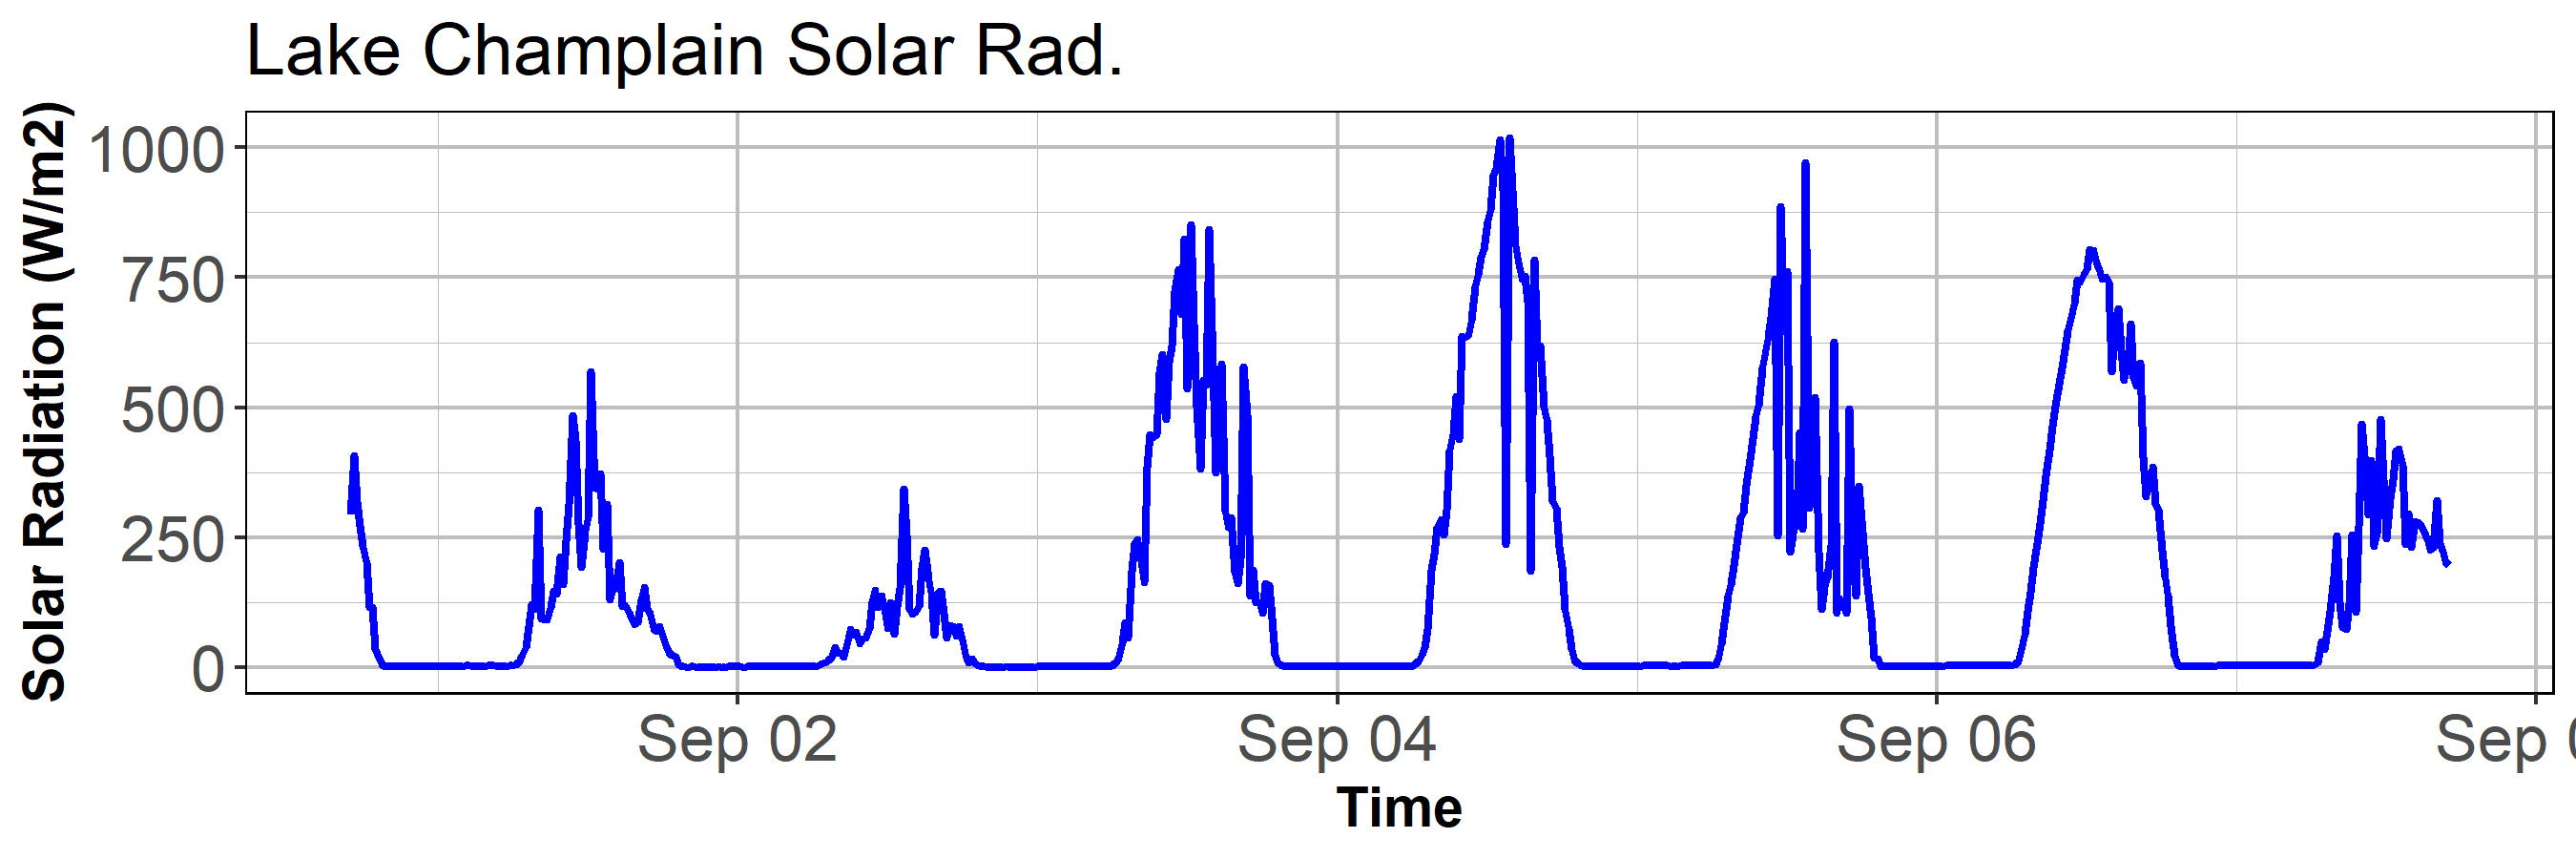 Lake Champlain Solar Rad.
Solar Radiation (W/m2)
1000
750
500
250
0
Sep 02 Sep 04 Sep 06 Sep
Time